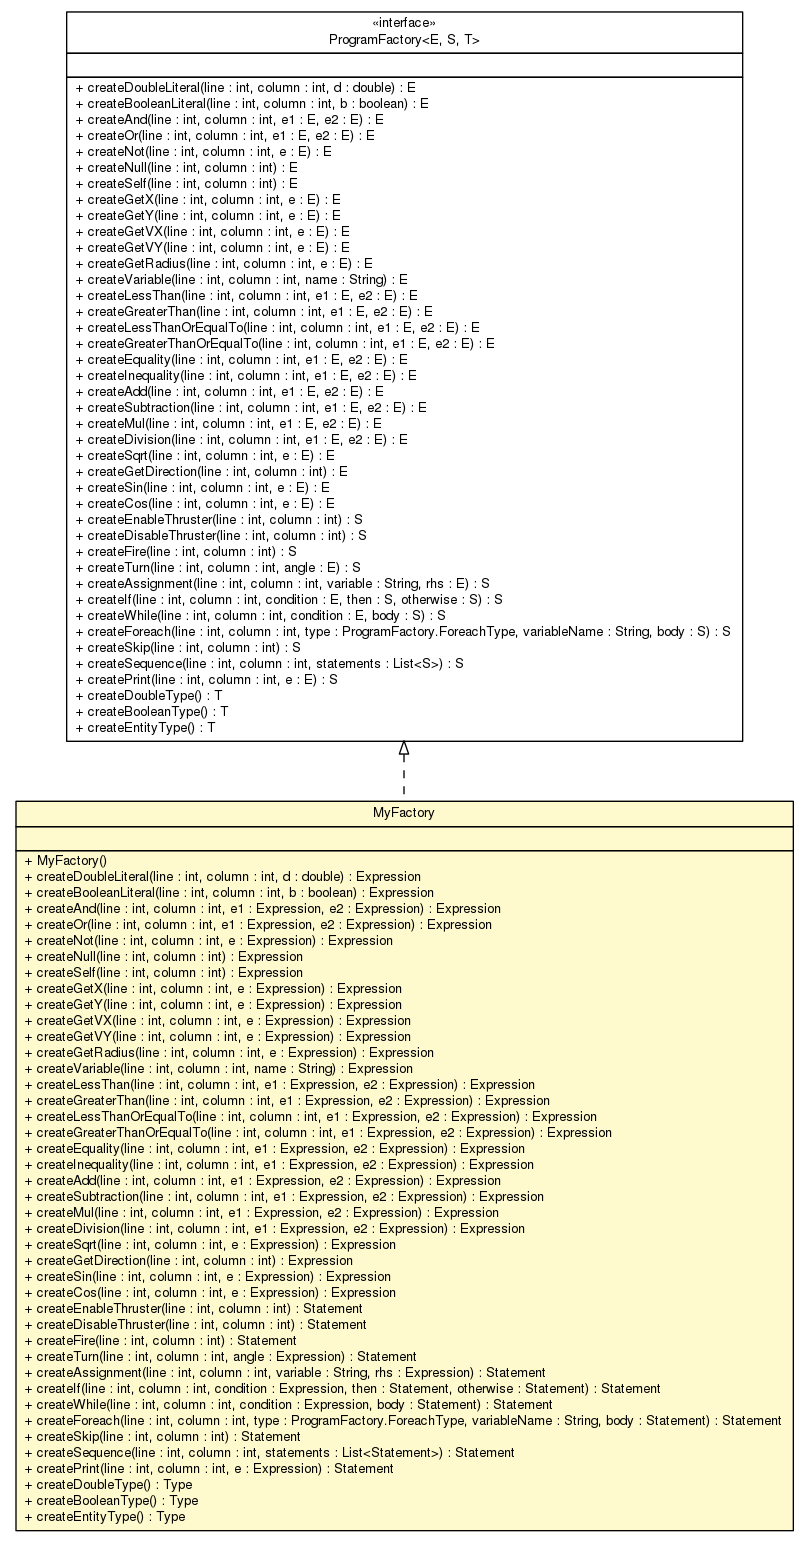 «interface»
ProgramFactory<E, S, T>
+ createDoubleLiteral(line : int, column : int, d : double) : E
+ createBooleanLiteral(line : int, column : int, b : boolean) : E
+ createAnd(line : int, column : int, e1 : E, e2 : E) : E
+ createOr(line : int, column : int, e1 : E, e2 : E) : E
+ createNot(line : int, column : int, e : E) : E
+ createNull(line : int, column : int) : E
+ createSelf(line : int, column : int) : E
+ createGetX(line : int, column : int, e : E) : E
+ createGetY(line : int, column : int, e : E) : E
+ createGetVX(line : int, column : int, e : E) : E
+ createGetVY(line : int, column : int, e : E) : E
+ createGetRadius(line : int, column : int, e : E) : E
+ createVariable(line : int, column : int, name : String) : E
+ createLessThan(line : int, column : int, e1 : E, e2 : E) : E
+ createGreaterThan(line : int, column : int, e1 : E, e2 : E) : E
+ createLessThanOrEqualTo(line : int, column : int, e1 : E, e2 : E) : E
+ createGreaterThanOrEqualTo(line : int, column : int, e1 : E, e2 : E) : E
+ createEquality(line : int, column : int, e1 : E, e2 : E) : E
+ createInequality(line : int, column : int, e1 : E, e2 : E) : E
+ createAdd(line : int, column : int, e1 : E, e2 : E) : E
+ createSubtraction(line : int, column : int, e1 : E, e2 : E) : E
+ createMul(line : int, column : int, e1 : E, e2 : E) : E
+ createDivision(line : int, column : int, e1 : E, e2 : E) : E
+ createSqrt(line : int, column : int, e : E) : E
+ createGetDirection(line : int, column : int) : E
+ createSin(line : int, column : int, e : E) : E
+ createCos(line : int, column : int, e : E) : E
+ createEnableThruster(line : int, column : int) : S
+ createDisableThruster(line : int, column : int) : S
+ createFire(line : int, column : int) : S
+ createTurn(line : int, column : int, angle : E) : S
+ createAssignment(line : int, column : int, variable : String, rhs : E) : S
+ createIf(line : int, column : int, condition : E, then : S, otherwise : S) : S
+ createWhile(line : int, column : int, condition : E, body : S) : S
+ createForeach(line : int, column : int, type : ProgramFactory.ForeachType, variableName : String, body : S) : S
+ createSkip(line : int, column : int) : S
+ createSequence(line : int, column : int, statements : List<S>) : S
+ createPrint(line : int, column : int, e : E) : S
+ createDoubleType() : T
+ createBooleanType() : T
+ createEntityType() : T
MyFactory
+ MyFactory()
+ createDoubleLiteral(line : int, column : int, d : double) : Expression
+ createBooleanLiteral(line : int, column : int, b : boolean) : Expression
+ createAnd(line : int, column : int, e1 : Expression, e2 : Expression) : Expression
+ createOr(line : int, column : int, e1 : Expression, e2 : Expression) : Expression
+ createNot(line : int, column : int, e : Expression) : Expression
+ createNull(line : int, column : int) : Expression
+ createSelf(line : int, column : int) : Expression
+ createGetX(line : int, column : int, e : Expression) : Expression
+ createGetY(line : int, column : int, e : Expression) : Expression
+ createGetVX(line : int, column : int, e : Expression) : Expression
+ createGetVY(line : int, column : int, e : Expression) : Expression
+ createGetRadius(line : int, column : int, e : Expression) : Expression
+ createVariable(line : int, column : int, name : String) : Expression
+ createLessThan(line : int, column : int, e1 : Expression, e2 : Expression) : Expression
+ createGreaterThan(line : int, column : int, e1 : Expression, e2 : Expression) : Expression
+ createLessThanOrEqualTo(line : int, column : int, e1 : Expression, e2 : Expression) : Expression
+ createGreaterThanOrEqualTo(line : int, column : int, e1 : Expression, e2 : Expression) : Expression
+ createEquality(line : int, column : int, e1 : Expression, e2 : Expression) : Expression
+ createInequality(line : int, column : int, e1 : Expression, e2 : Expression) : Expression
+ createAdd(line : int, column : int, e1 : Expression, e2 : Expression) : Expression
+ createSubtraction(line : int, column : int, e1 : Expression, e2 : Expression) : Expression
+ createMul(line : int, column : int, e1 : Expression, e2 : Expression) : Expression
+ createDivision(line : int, column : int, e1 : Expression, e2 : Expression) : Expression
+ createSqrt(line : int, column : int, e : Expression) : Expression
+ createGetDirection(line : int, column : int) : Expression
+ createSin(line : int, column : int, e : Expression) : Expression
+ createCos(line : int, column : int, e : Expression) : Expression
+ createEnableThruster(line : int, column : int) : Statement
+ createDisableThruster(line : int, column : int) : Statement
+ createFire(line : int, column : int) : Statement
+ createTurn(line : int, column : int, angle : Expression) : Statement
+ createAssignment(line : int, column : int, variable : String, rhs : Expression) : Statement
+ createIf(line : int, column : int, condition : Expression, then : Statement, otherwise : Statement) : Statement
+ createWhile(line : int, column : int, condition : Expression, body : Statement) : Statement
+ createForeach(line : int, column : int, type : ProgramFactory.ForeachType, variableName : String, body : Statement) : Statement
+ createSkip(line : int, column : int) : Statement
+ createSequence(line : int, column : int, statements : List<Statement>) : Statement
+ createPrint(line : int, column : int, e : Expression) : Statement
+ createDoubleType() : Type
+ createBooleanType() : Type
+ createEntityType() : Type